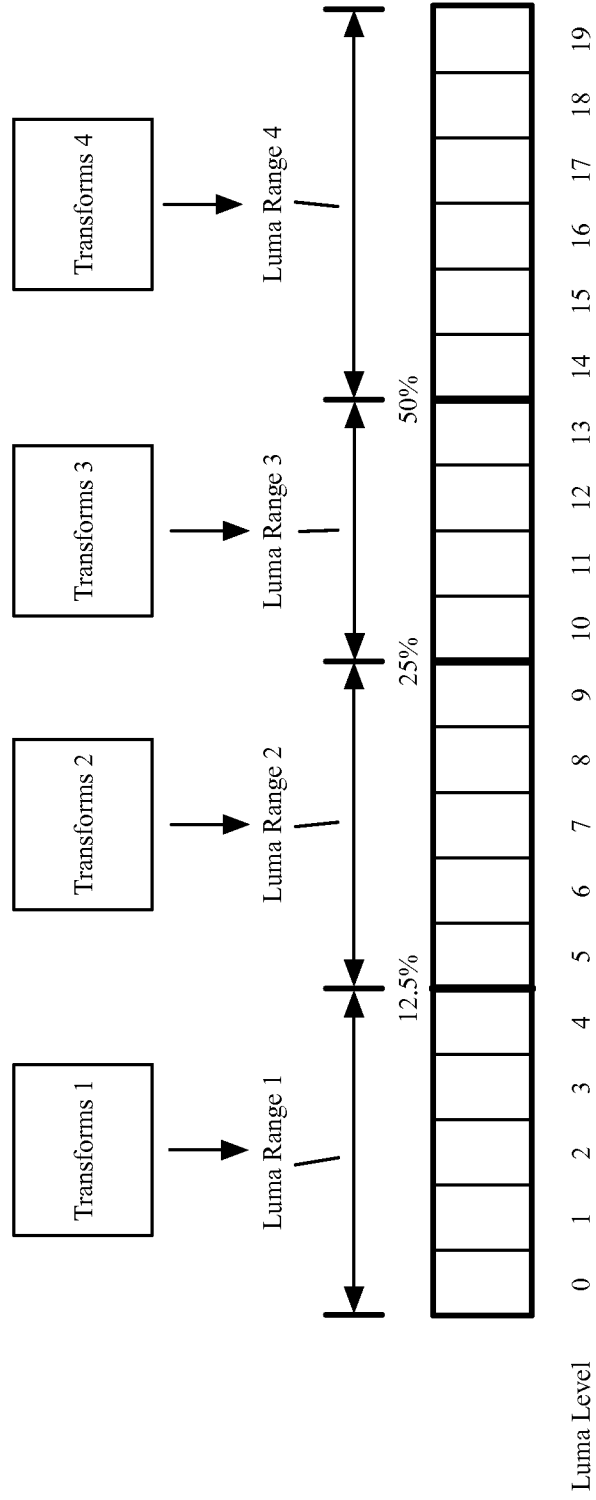 Transforms 1
Transforms 2
Transforms 3
Transforms 4
Luma Range 1
Luma Range 2
Luma Range 3
Luma Range 4
12.5%
25%
50%
Luma Level 0 1 2 3 4 5 6 7 8 9 10 11 12 13 14 15 16 17 18 19